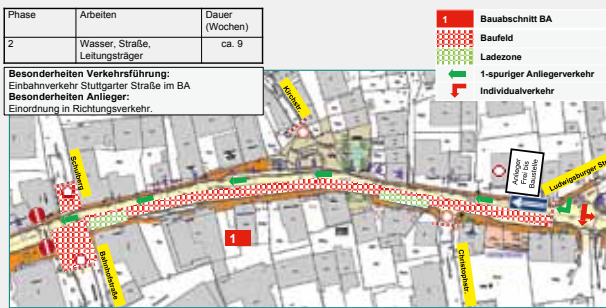 Phase Arbeiten Dauer (Wochen)
2 Wasser, Straße, Leitungsträger ca. 9
Besonderheiten Verkehrsführung:
Einbahnverkehr Stuttgarter Straße im BA
Besonderheiten Anlieger:
Einordnung in Richtungsverkehr.
1 Bauabschnitt BA
Baufeld
Ladezone
1-spuriger Anliegerverkehr
Individualverkehr
Kirchstr.
Schulberg
Anlieger
Frei bis
Baustelle
Ludwigsburger Str
1
Bahnhofstraße
Christophstr.